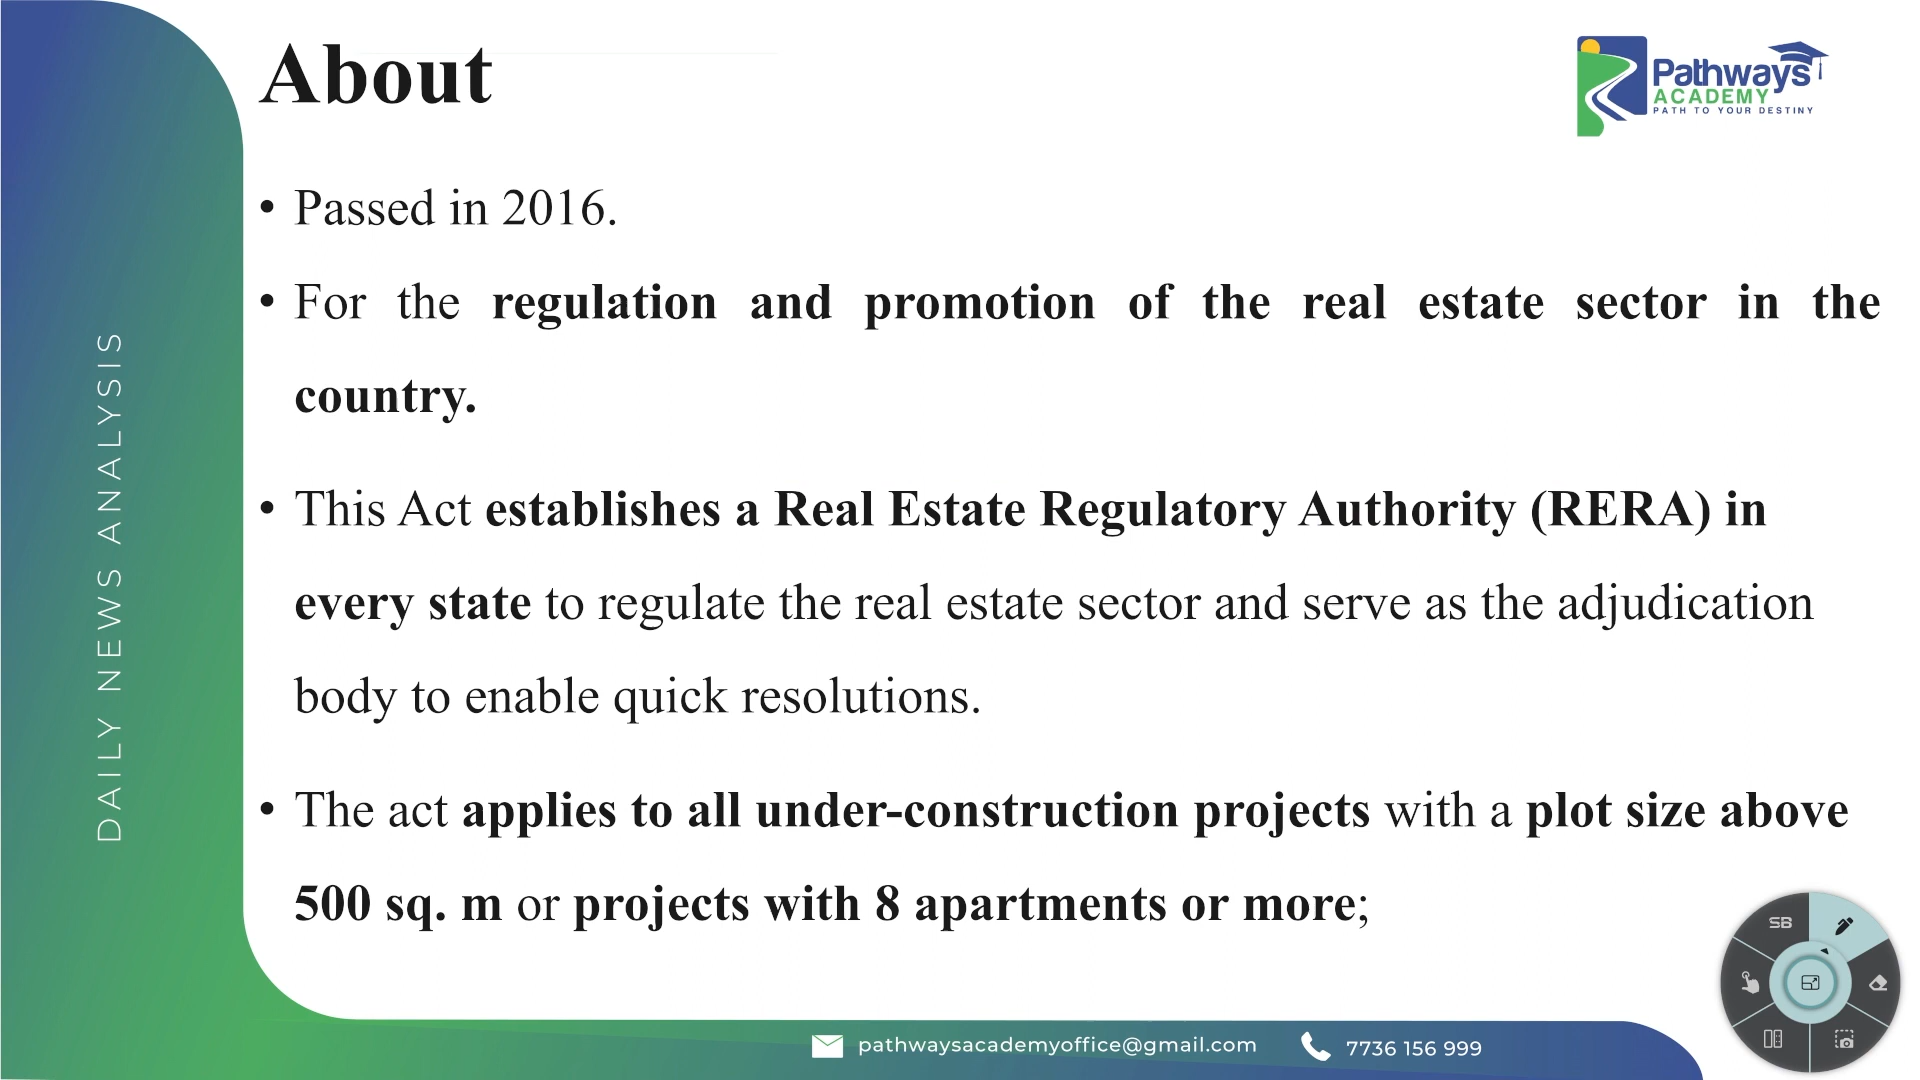 About
Pathways
ACADEMY
PATH TO YOUR DESTINY
• Passed in 2016.
• For the regulation and promotion of the real estate sector in the
country.
• This Act establishes a Real Estate Regulatory Authority (RERA) in
every state to regulate the real estate sector and serve as the adjudication
body to enable quick resolutions.
• The act applies to all under-construction projects with a plot size above
500 sq. m or projects with 8 apartments or more;
DAILY NEWS ANALYSIS
SB
pathwaysacademyoffice@gmail.com
7736 156 999